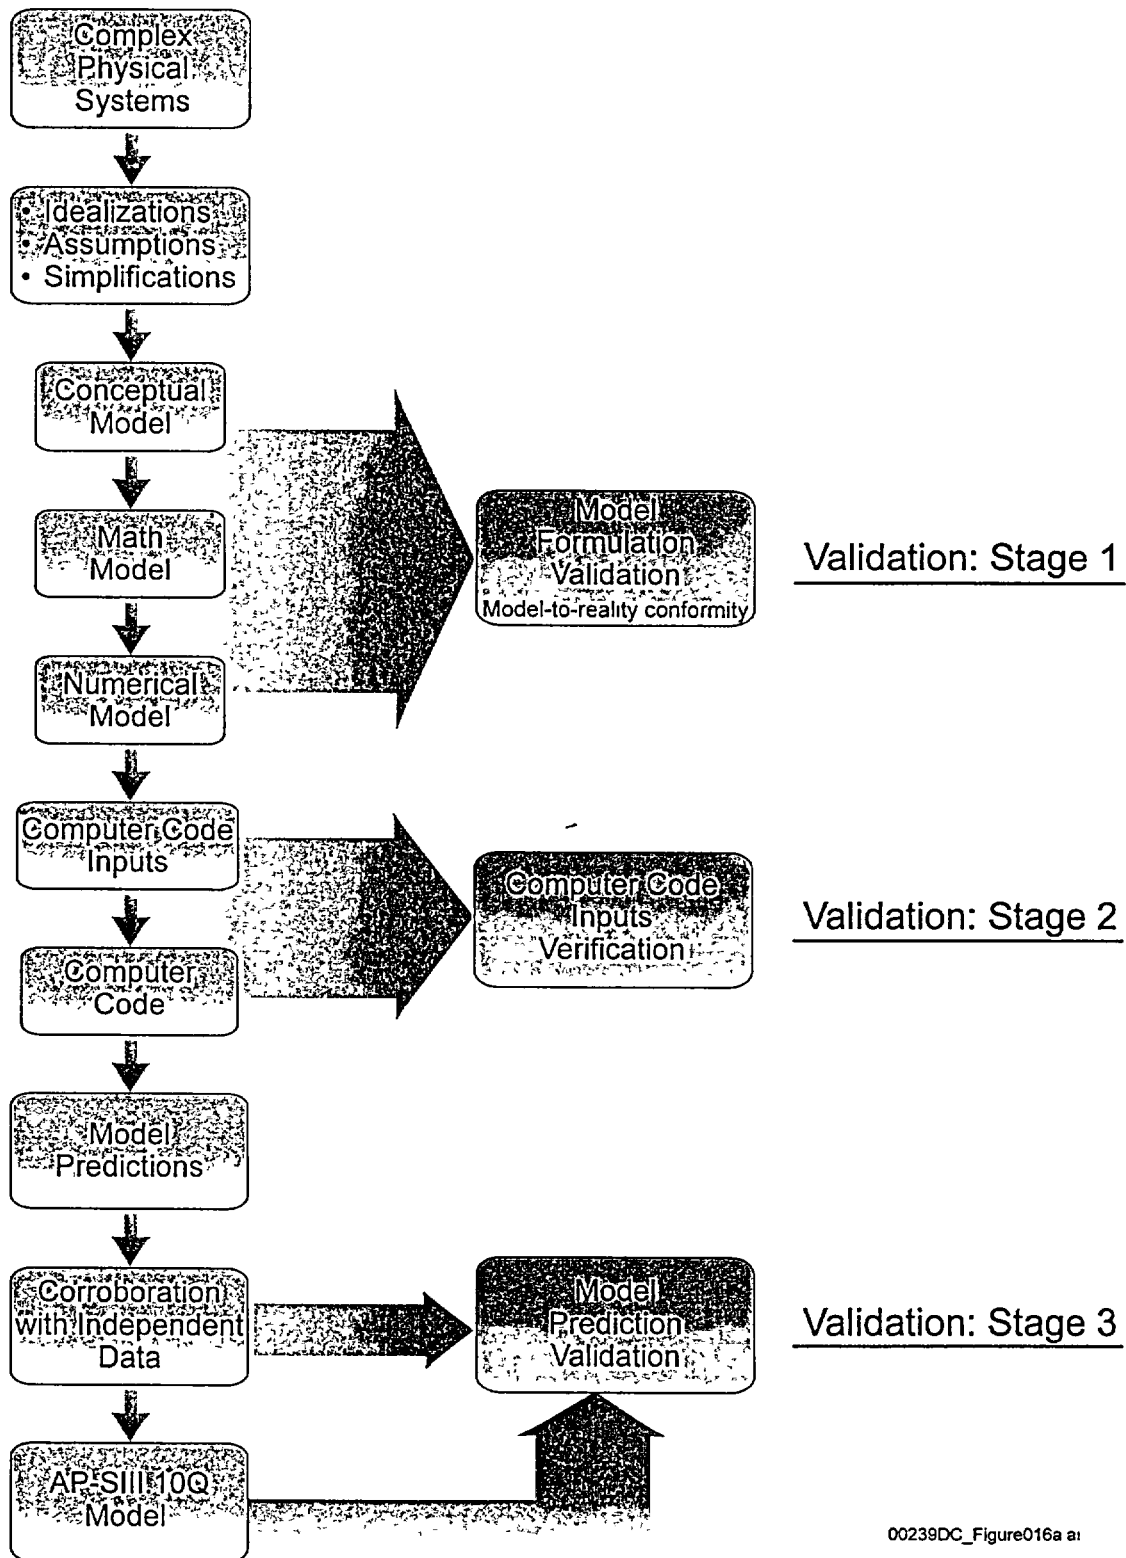 Complex
Physical
Systems
• Idealizations
• Assumptions
• Simplifications
Conceptual
Model
Math
Model
Numerical
Model
Model
Formulation
Validation
Model-to-reality conformity
Validation: Stage 1
Computer Code
Inputs
Computer
Code
Computer Code
Inputs
Verification
Validation: Stage 2
Model
Predictions
Corroboration
with Independent
Data
Model
Prediction
Validation
Validation: Stage 3
AP-SIII 10Q
Model
00239DC_Figure016a ai